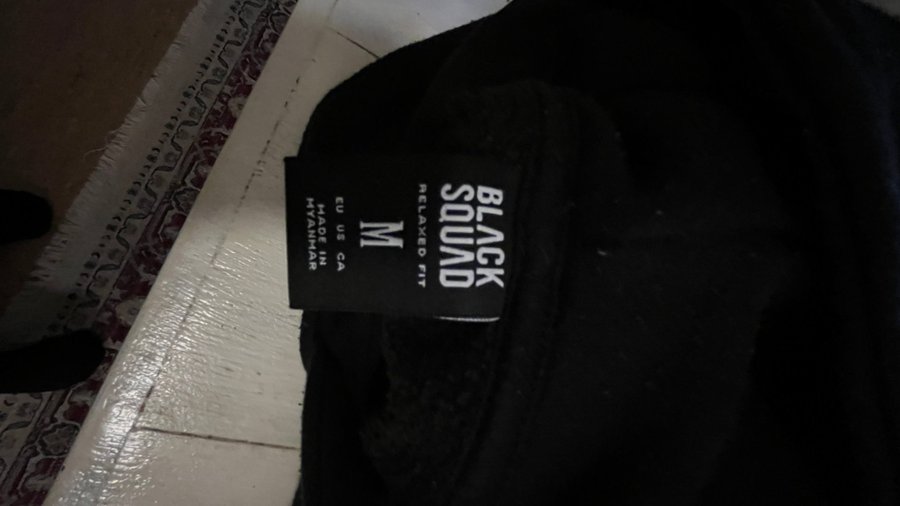 BLACK
SQUAD
RELAXED FIT
M
EU US CA
MADE IN
MYANMAR